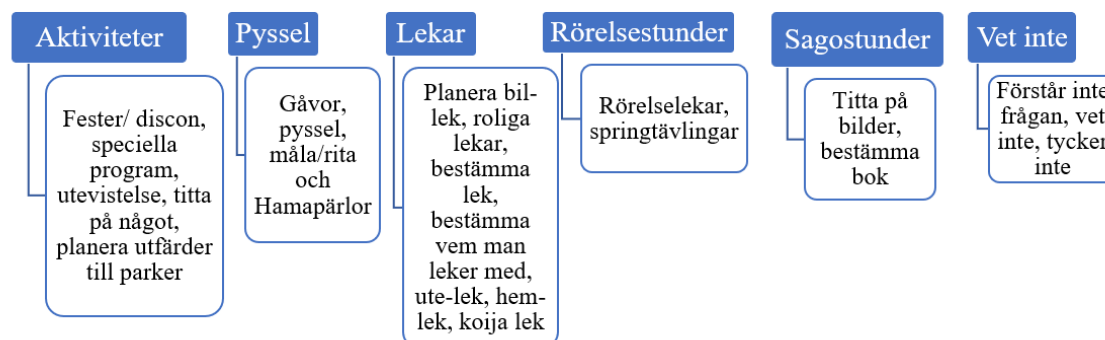 Aktiviteter
Fester/ discon,
speciella
program,
utevistelse, titta
på något,
planera utfärder
till parker
Pyssel
Gåvor,
pyssel,
måla/rita
och
Hamapärlor
Lekar
Planera bil-
lek, roliga
lekar,
bestämma
lek,
bestämma
vem man
leker med,
ute-lek, hem-
lek, koija lek
Rörelsestunder
Rörelselekar,
springtävlingar
Sagostunder
Titta på
bilder,
bestämma
bok
Vet inte
Förstår inte
frågan, vet
inte, tycker
inte